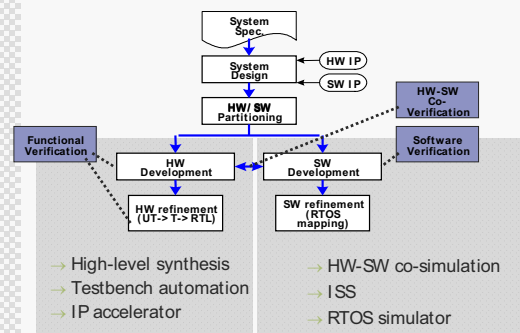 System
Spec.
System
Design
HW IP
SW IP
HW/ SW
Partitioning
HW-SW
Co-
Verification
Functional
Verification
Software
Verification
HW
Development
SW
Development
HW refinement
(UT-> T-> RTL)
SW refinement
(RTOS
mapping)
→ High-level synthesis
→ Testbench automation
→ IP accelerator
→ HW-SW co-simulation
→ ISS
→ RTOS simulator